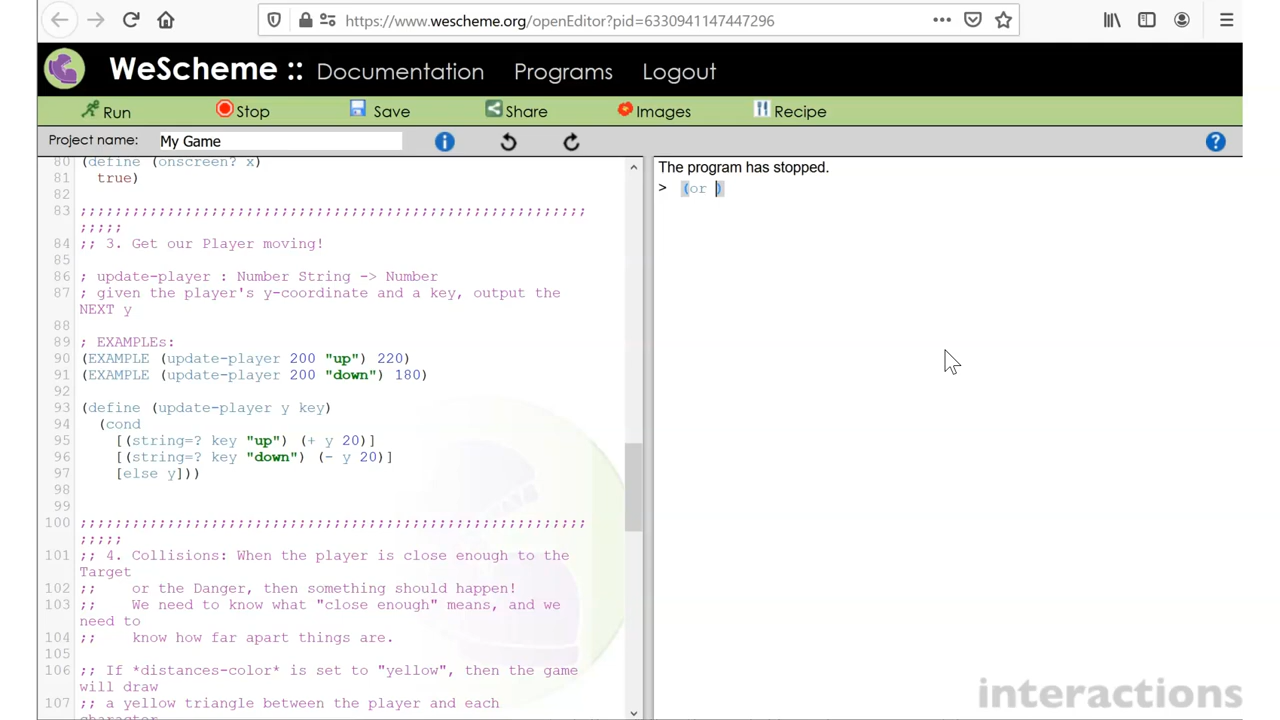 https://www.wescheme.org/openEditor?pid=6330941147447296
WeScheme :: Documentation Programs Logout
Run Stop Save Share Images Recipe
Project name: My Game
80 (define (onscreen? x)
81 true)
82
83 ;;;;;;;;;;;;;;;;;;;;;;;;;;;;;;;;;;;;;;;;;;;;;;;;;;;;;;;;;;
;;;;;
84 ;; 3. Get our Player moving!
85
86 ; update-player : Number String -> Number
87 ; given the player's y-coordinate and a key, output the
NEXT y
88
89 ; EXAMPLEs:
90 (EXAMPLE (update-player 200 "up") 220)
91 (EXAMPLE (update-player 200 "down") 180)
92
93 (define (update-player y key)
94 (cond
95 [(string=? key "up") (+ y 20)]
96 [(string=? key "down") (- y 20)]
97 [else y]))
98
99
100 ;;;;;;;;;;;;;;;;;;;;;;;;;;;;;;;;;;;;;;;;;;;;;;;;;;;;;;;;;;
;;;;;
101 ;; 4. Collisions: When the player is close enough to the
Target
102 ;; or the Danger, then something should happen!
103 ;; We need to know what "close enough" means, and we
need to
104 ;; know how far apart things are.
105
106 ;; If *distances-color* is set to "yellow", then the game
will draw
107 ;; a yellow triangle between the player and each
character
The program has stopped.
> (or )
interactions